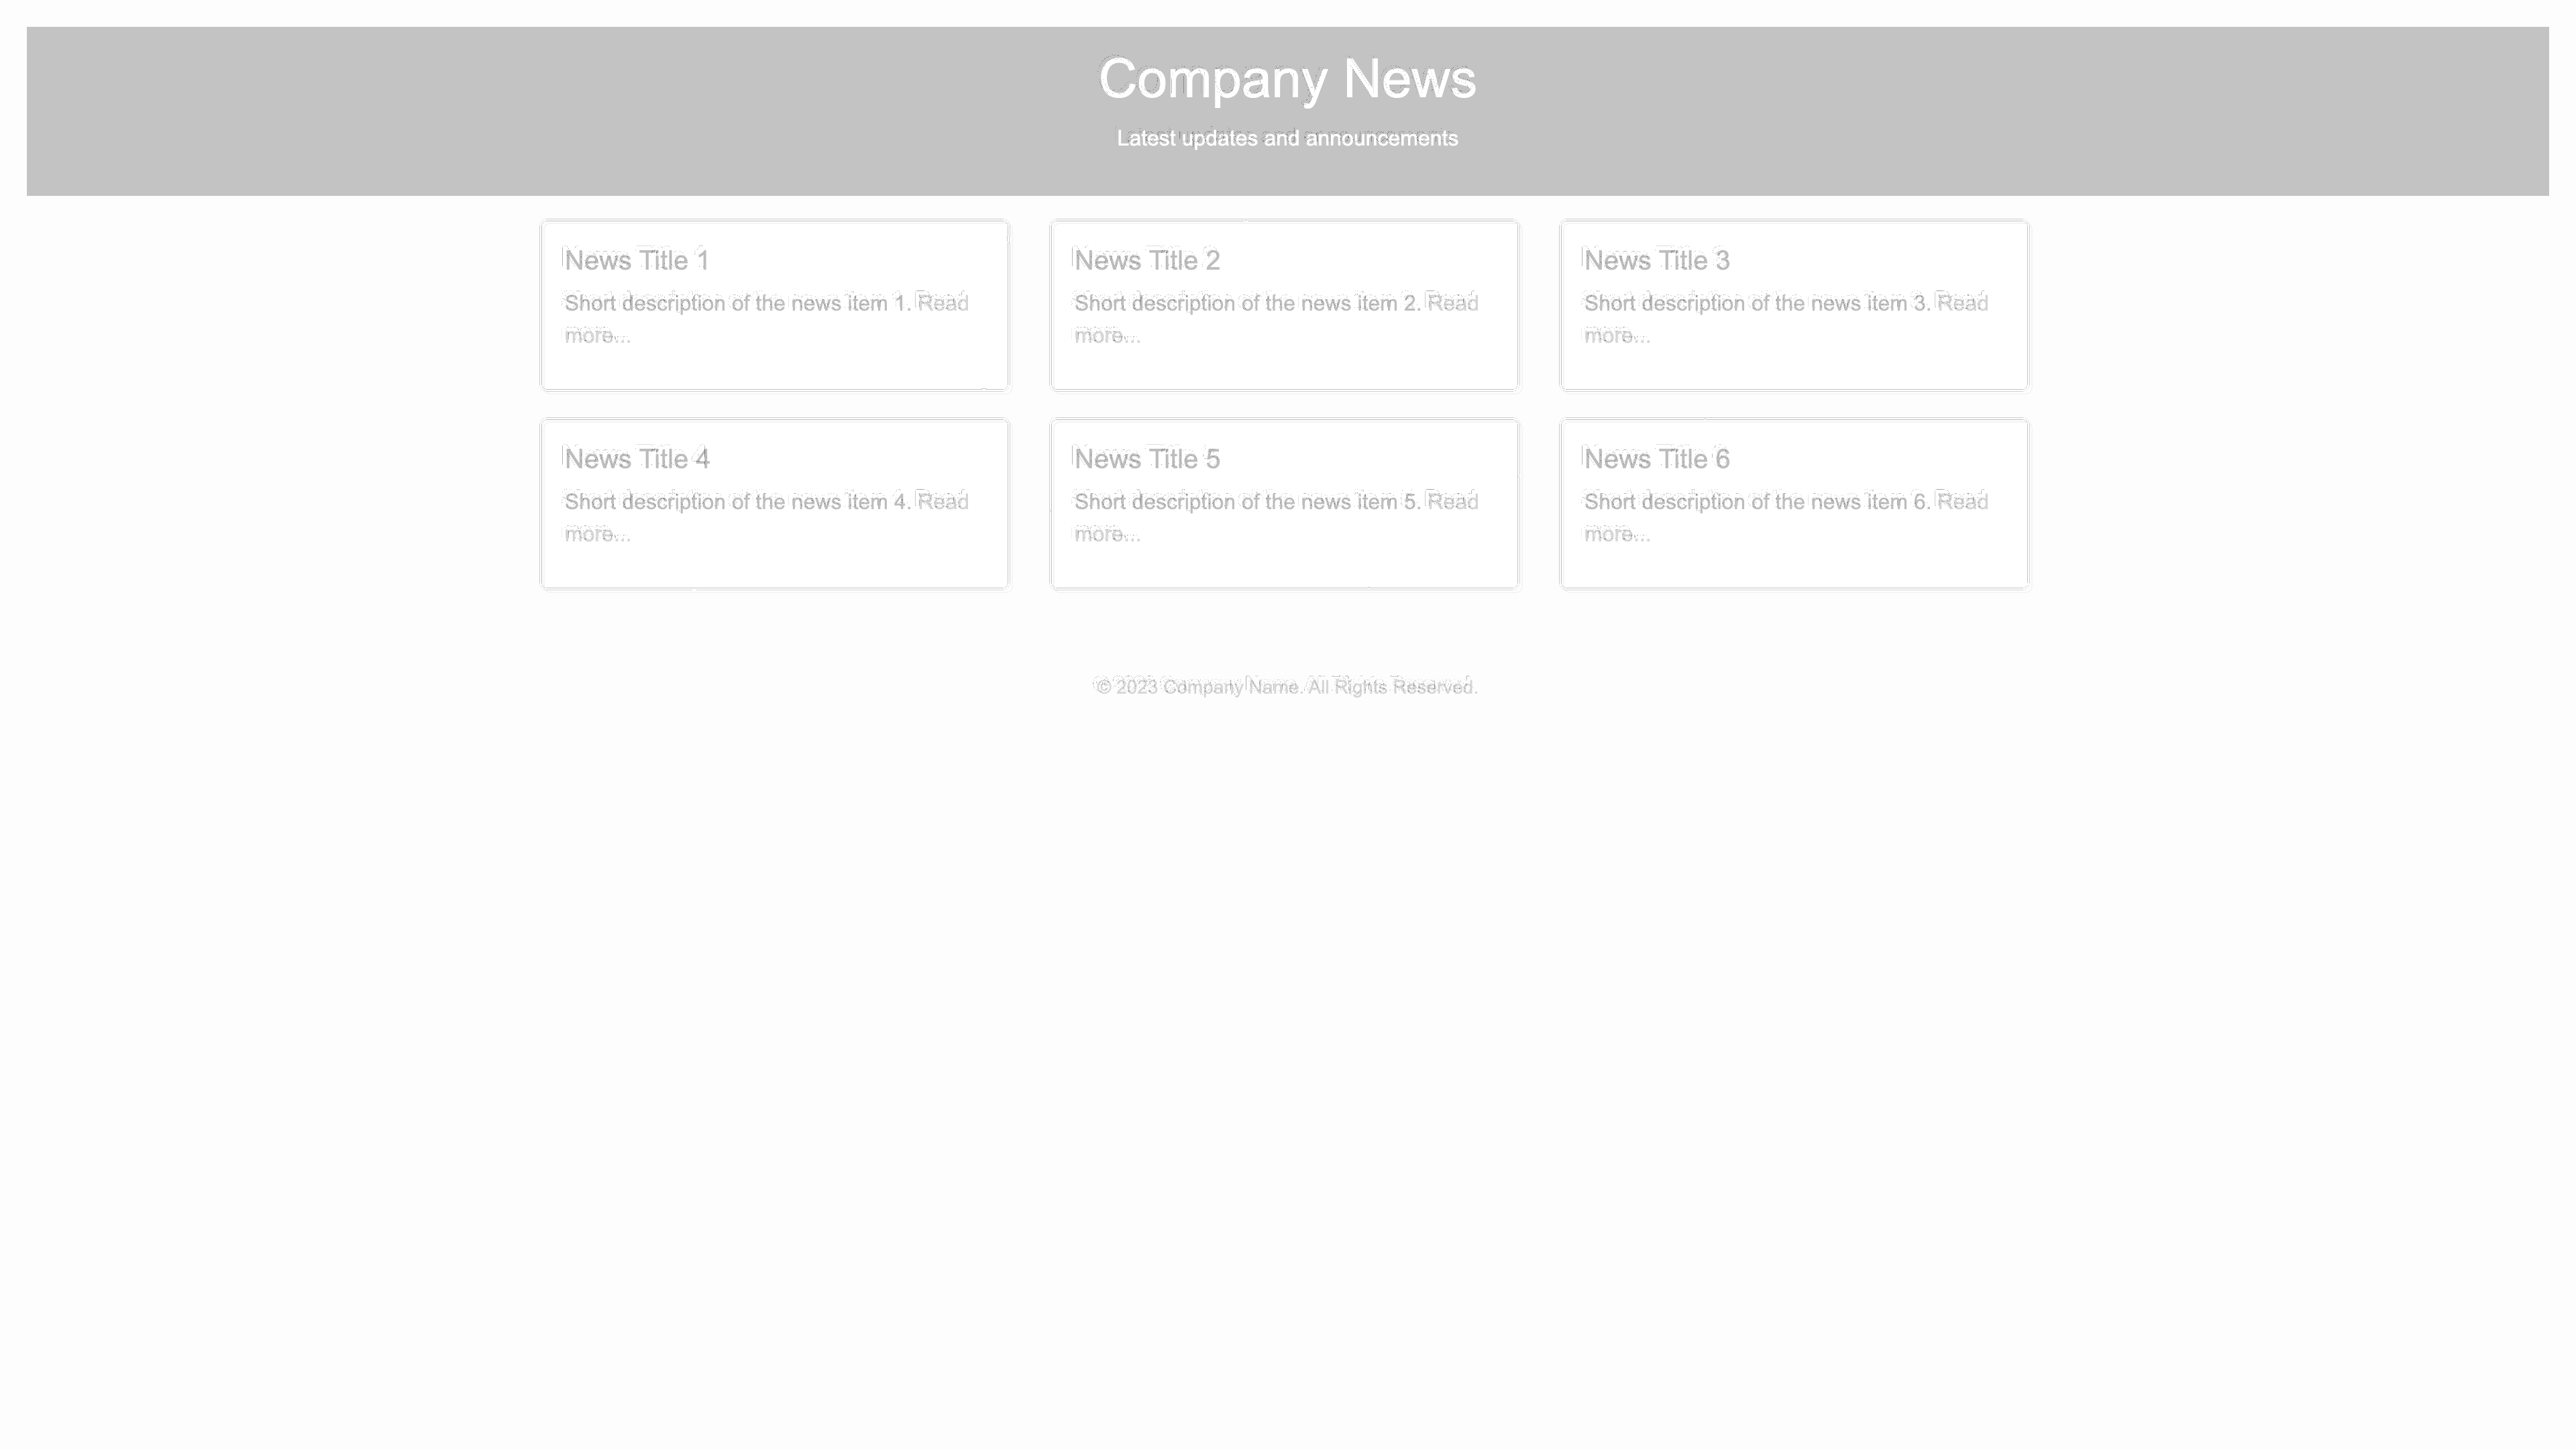 Company News
Latest updates and announcements
News Title 1
Short description of the news item 1. Read
more...
News Title 2
Short description of the news item 2. Read
more...
News Title 3
Short description of the news item 3. Read
more...
News Title 4
Short description of the news item 4. Read
more...
News Title 5
Short description of the news item 5. Read
more...
News Title 6
Short description of the news item 6. Read
more...
© 2023 Company Name. All Rights Reserved.